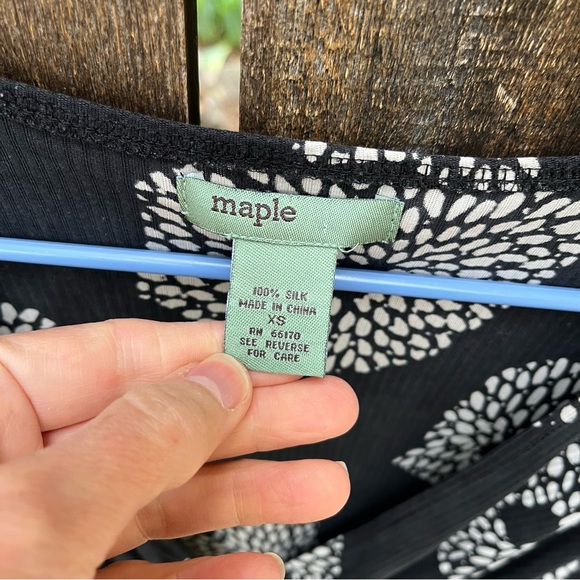 maple
100% SILK
MADE IN CHINA
XS
RN 66170
SEE REVERSE
FOR CARE